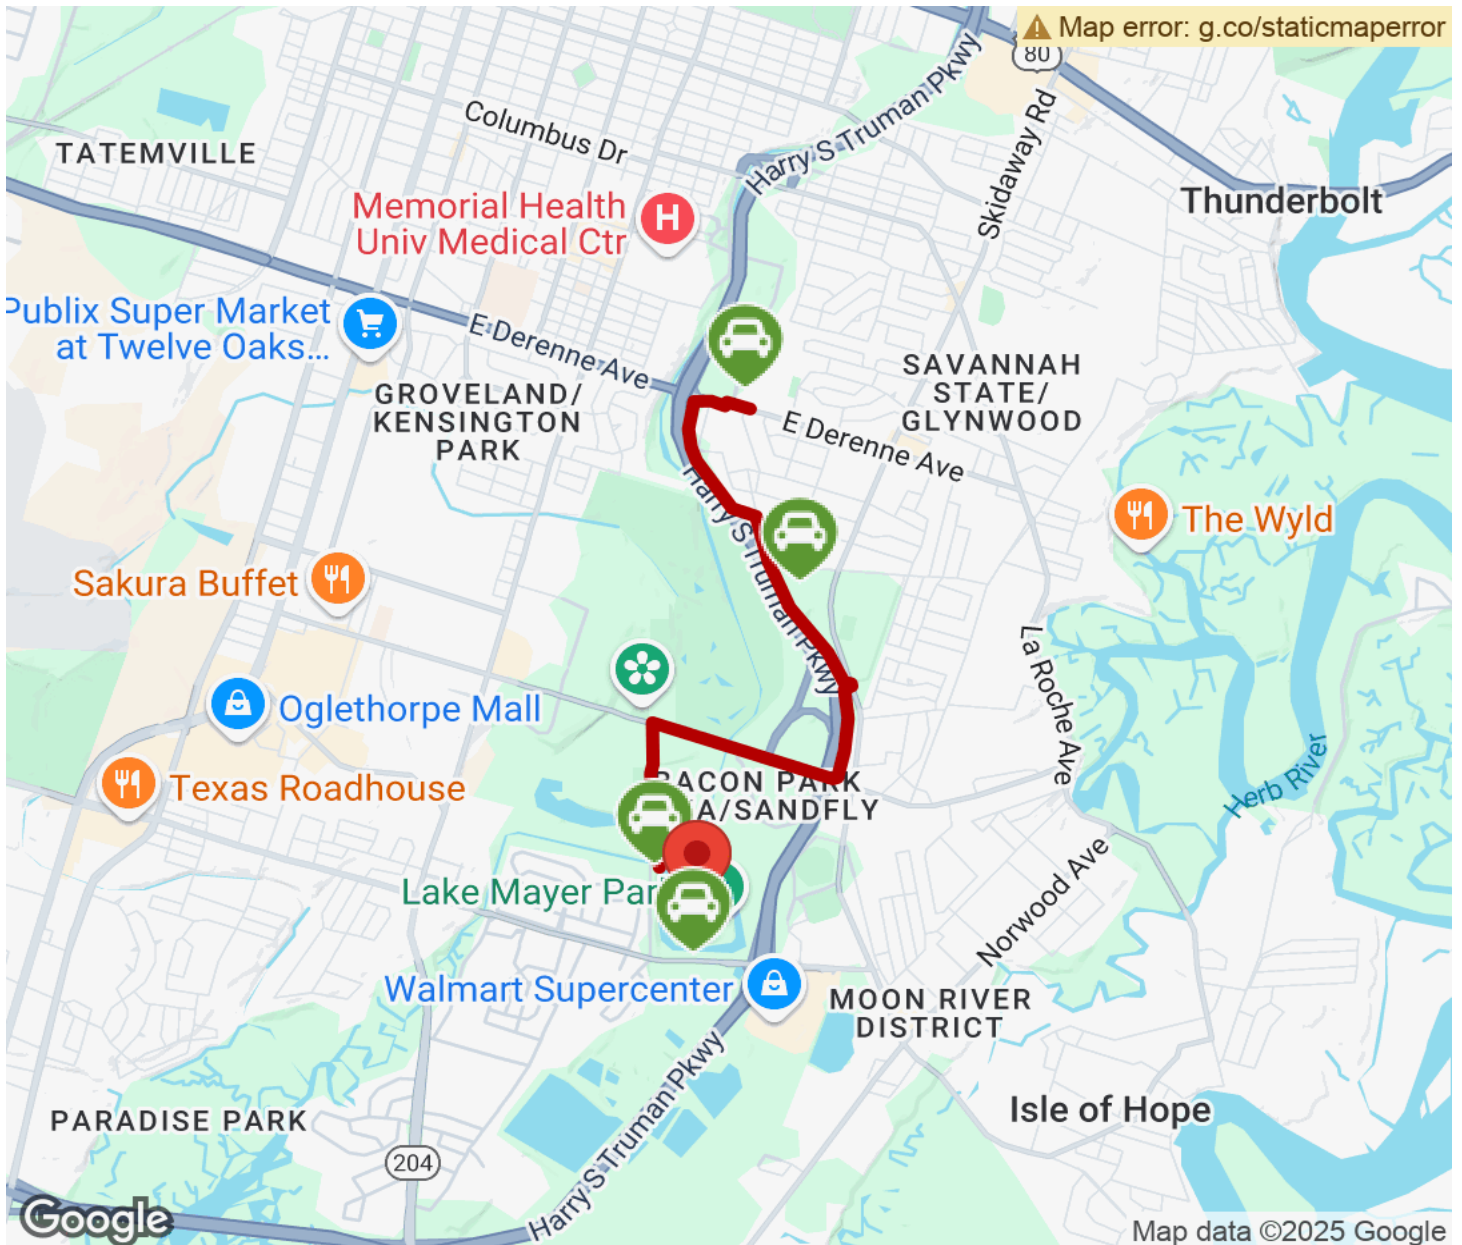 Map error: g.co/staticmaperror
80
Harry S Truman Pkwy
Columbus Dr
TATEMVILLE
Skidaway Rd
Thunderbolt
Memorial Health
Univ Medical Ctr
H
Publix Super Market
at Twelve Oaks...
E Derenne Ave
GROVELAND/
KENSINGTON
PARK
SAVANNAH
STATE/
GLYNWOOD
E Derenne Ave
Harry S Truman Pkwy
The Wyld
Sakura Buffet
La Roche Ave
Oglethorpe Mall
Herb River
Texas Roadhouse
BACON PARK
A/SANDFLY
Lake Mayer Par
Norwood Ave
Walmart Supercenter
MOON RIVER
DISTRICT
Harry S Truman Pkwy
Isle of Hope
PARADISE PARK
204
Google
Map data ©2025 Google